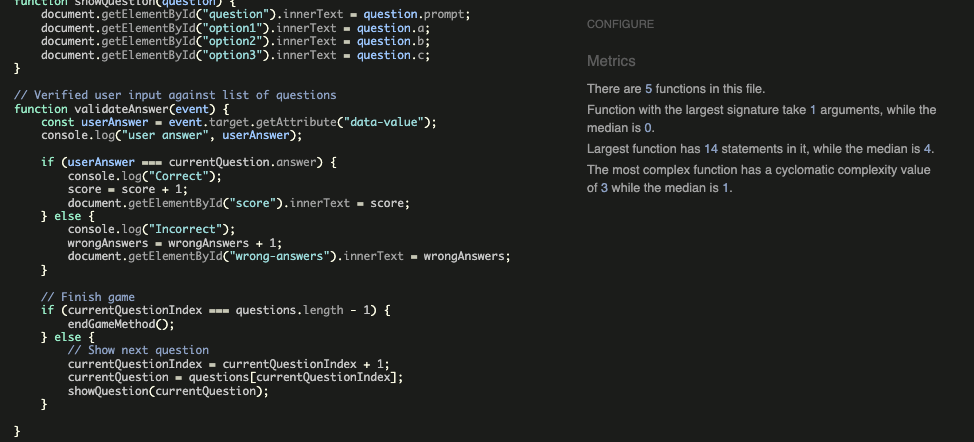 function showQuestion(question) {
    document.getElementById("question").innerText = question.prompt;
    document.getElementById("option1").innerText = question.a;
    document.getElementById("option2").innerText = question.b;
    document.getElementById("option3").innerText = question.c;
}
// Verified user input against list of questions
function validateAnswer(event) {
    const userAnswer = event.target.getAttribute("data-value");
    console.log("user answer", userAnswer);
    if (userAnswer === currentQuestion.answer) {
        console.log("Correct");
        score = score + 1;
        document.getElementById("score").innerText = score;
    } else {
        console.log("Incorrect");
        wrongAnswers = wrongAnswers + 1;
        document.getElementById("wrong-answers").innerText = wrongAnswers;
    }
    // Finish game
    if (currentQuestionIndex === questions.length - 1) {
        endGameMethod();
    } else {
        // Show next question
        currentQuestionIndex = currentQuestionIndex + 1;
        currentQuestion = questions[currentQuestionIndex];
        showQuestion(currentQuestion);
    }
}
CONFIGURE
Metrics
There are 5 functions in this file.
Function with the largest signature take 1 arguments, while the
median is 0.
Largest function has 14 statements in it, while the median is 4.
The most complex function has a cyclomatic complexity value
of 3 while the median is 1.